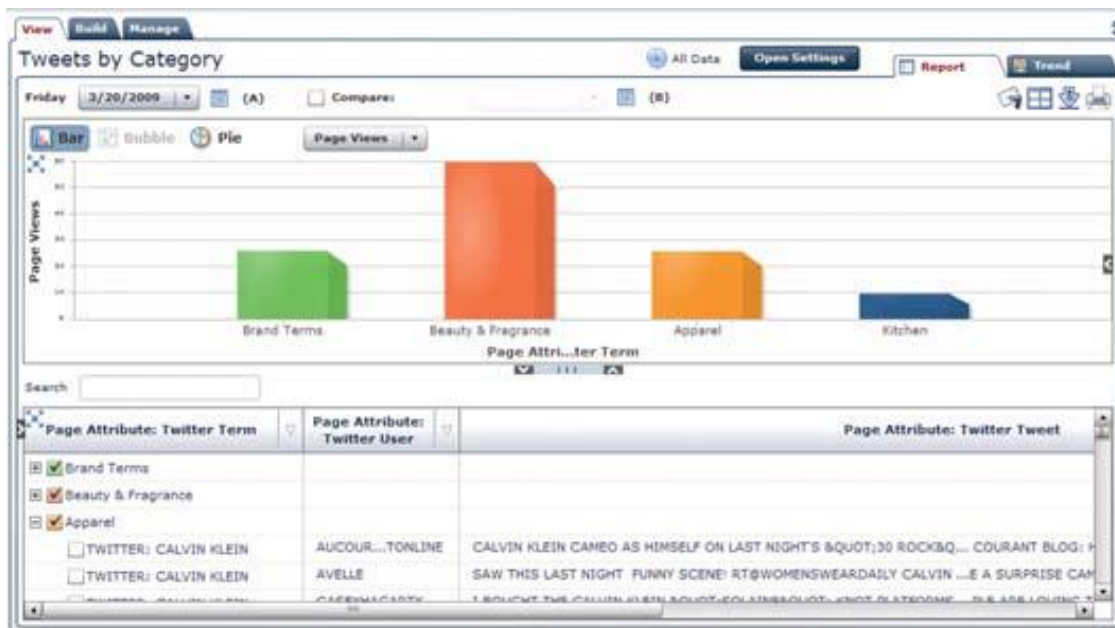 View Build Manage
Tweets by Category
All Data Open Settings Report Trend
Friday 3/20/2009 (A) Compare: (B)
Bar Bubble Pie Page Views
Page Views
Brand Terms Beauty & Fragrance Apparel Kitchen
Page Attri...ter Term
Search
Page Attribute: Twitter Term Page Attribute: Twitter User Page Attribute: Twitter Tweet
Brand Terms
Beauty & Fragrance
Apparel
TWITTER: CALVIN KLEIN AUCOUR...TONLINE CALVIN KLEIN CAMEO AS HIMSELF ON LAST NIGHT'S &QUOT;30 ROCK&Q... COURANT BLOG: H
TWITTER: CALVIN KLEIN AVELLE SAW THIS LAST NIGHT FUNNY SCENE! RT@WOMENSWEARDAILY CALVIN ...E A SURPRISE CAM